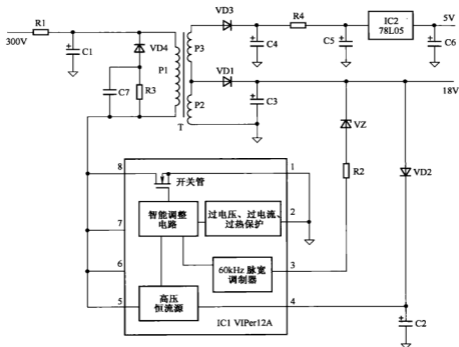 R1
300V
C1
VD4
C7
R3
P1
T
P3
P2
VD3
C4
R4
C5
IC2
78L05
5V
C6
VD1
C3
18V
VZ
R2
VD2
8
开关管
1
智能调整
电路
过电压、过电流、
过热保护
2
7
6
60kHz 脉宽
调制器
3
5
高压
恒流源
4
IC1 VIPer12A
C2